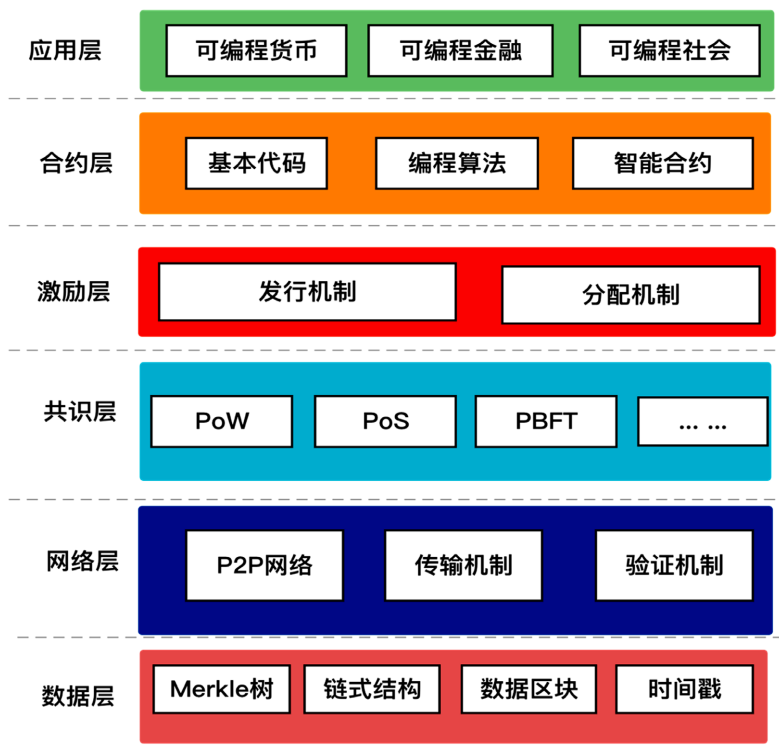 应用层 可编程货币 可编程金融 可编程社会
合约层 基本代码 编程算法 智能合约
激励层 发行机制 分配机制
共识层 PoW PoS PBFT ... ...
网络层 P2P网络 传输机制 验证机制
数据层 Merkle树 链式结构 数据区块 时间戳